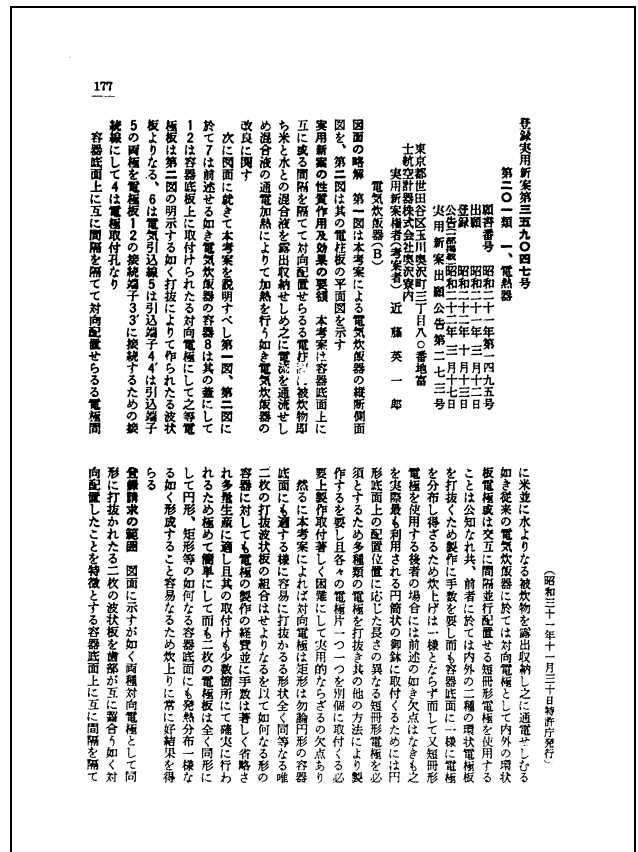 177
登録実用新案第三五九〇四七号
第二〇一類 一、電熱器
願書番号 昭和二十一年第一四九五号
出願 昭和二十一年 三月十二日
登録 昭和二十二年 十月十三日
公告 昭和二十二年 三月十七日
実用新案出願公告第二七三号
東京都世田谷区玉川奥沢町三丁目八〇番地富
士航空計器株式会社奥沢寮内
実用新案権者(考案者) 近藤英一郎
電気炊飯器(B)
図面の略解 第一図は本考案による電気炊飯器の縦断側面
図を、第二図は其の電柱板の平面図を示す
実用新案の性質作用及効果の要領 本考案は容器底面上に
互に或る間隔を隔てて対向配置せらるる電柱間に被炊物即
ち米と水との混合液を露出収納せしめ之に電流を通流せし
め混合液の通電加熱によりて加熱を行う如き電気炊飯器の
改良に関す
次に図面に就きて本考案を説明すべし第一図、第二図に
於て7は前述せる如き電気炊飯器の容器8は其の蓋にして
12は容器底板上に取付けられたる対向電極にして之等電
極板は第二図の明示する如く打抜によりて作られたる波状
板よりなる、6は電気引込線5は引込端子44′は引込端子
5の両極を電極板12の接続端子33′に接続するための接
続線にして4は電極取付孔なり
容器底面上に互に間隔を隔てて対向配置せらるる電極間
に米並に水よりなる被炊物を露出収納し之に通電せしむる
如き従来の電気炊飯器に於ては対向電極として内外の環状
板電極或は交互に間隔並行配置せる短冊形電極を使用する
ことは公知なれ共、前者に於ては内外の二種の環状電極板
を打抜くため製作に手数を要し而も容器底面に一様に電極
を分布し得ざるため炊上げは一様とならず而して又短冊形
電極を使用する後者の場合には前述の如き欠点はなきも之
を実際最も利用される円筒状の御鉢に取付くるためには円
形底面上の配置位置に応じた長さの異なる短冊形電極を必
須とするため多種類の電極を打抜き其の他の方法により製
作するを要し且各々の電極片一つ一つを別個に取付くる必
要上製作取付著しく困難にして実用的ならざるの欠点あり
然るに本考案によれば対向電極は矩形は勿論円形の容器
底面にも適する様に容易に打抜かるる形状全く同等なる唯
二枚の打抜波状板の組合はせよりなるを以て如何なる形の
容器に対しても電極の製作の経費並に手数は著しく省略さ
れ多量生産に適し且其の取付けも少数箇所にて確実に行わ
れるため極めて簡単にして而も二枚の電極板は全く同形に
して円形、矩形等の如何なる容器底面にも発熱分布一様な
る如く形成すること容易なるため炊上りに常に好結果を得
らる
登録請求の範囲 図面に示すが如く両種対向電極として同
形に打抜かれたる二枚の波状板を歯部が互に嚙合う如く対
向配置したことを特徴とする容器底面上に互に間隔を隔て
(昭和三十一年十一月三十日特許庁発行)